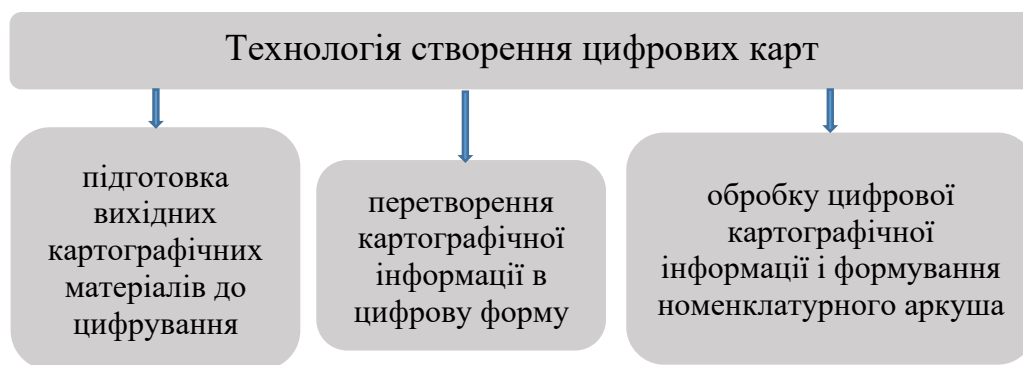 Технологія створення цифрових карт
підготовка
вихідних
картографічних
матеріалів до
цифрування
перетворення
картографічної
інформації в
цифрову форму
обробку цифрової
картографічної
інформації і формування
номенклатурного аркуша